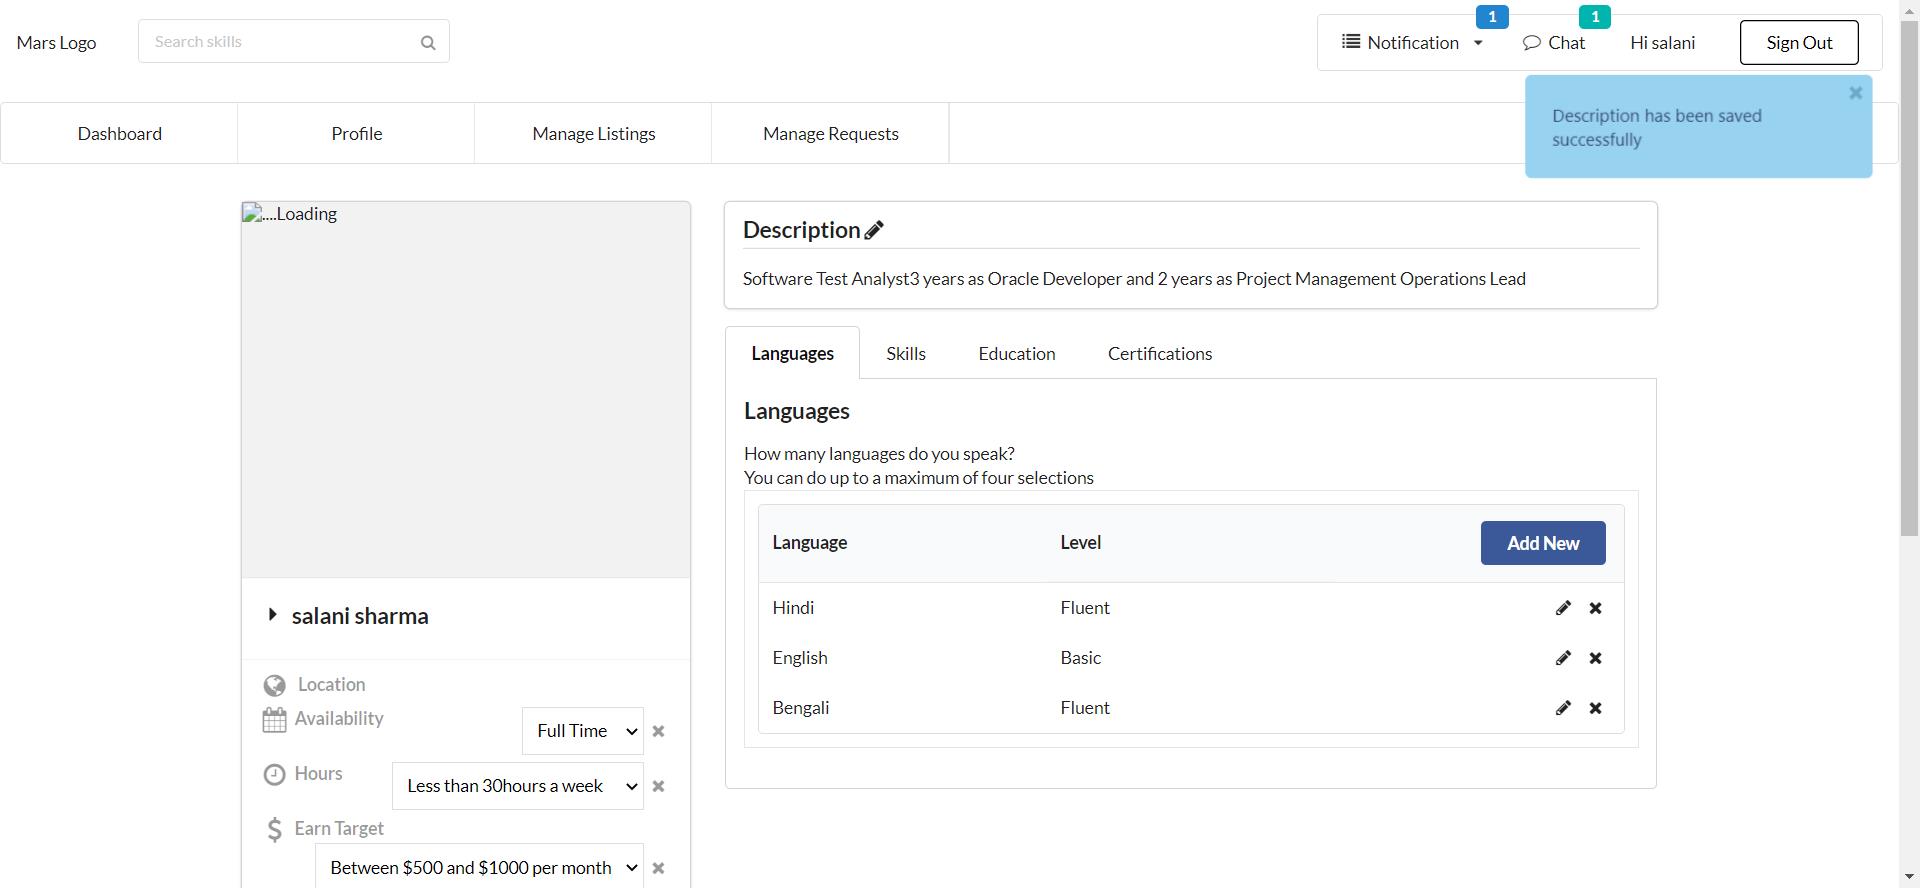 Mars Logo
Search skills
Notification
1
Chat
1
Hi salani
Sign Out
Description has been saved
successfully
Dashboard
Profile
Manage Listings
Manage Requests
....Loading
salani sharma
Location
Availability
Full Time
Hours
Less than 30hours a week
Earn Target
Between $500 and $1000 per month
Description
Software Test Analyst3 years as Oracle Developer and 2 years as Project Management Operations Lead
Languages
Skills
Education
Certifications
Languages
How many languages do you speak?
You can do up to a maximum of four selections
Language Level Add New
Hindi Fluent
English Basic
Bengali Fluent